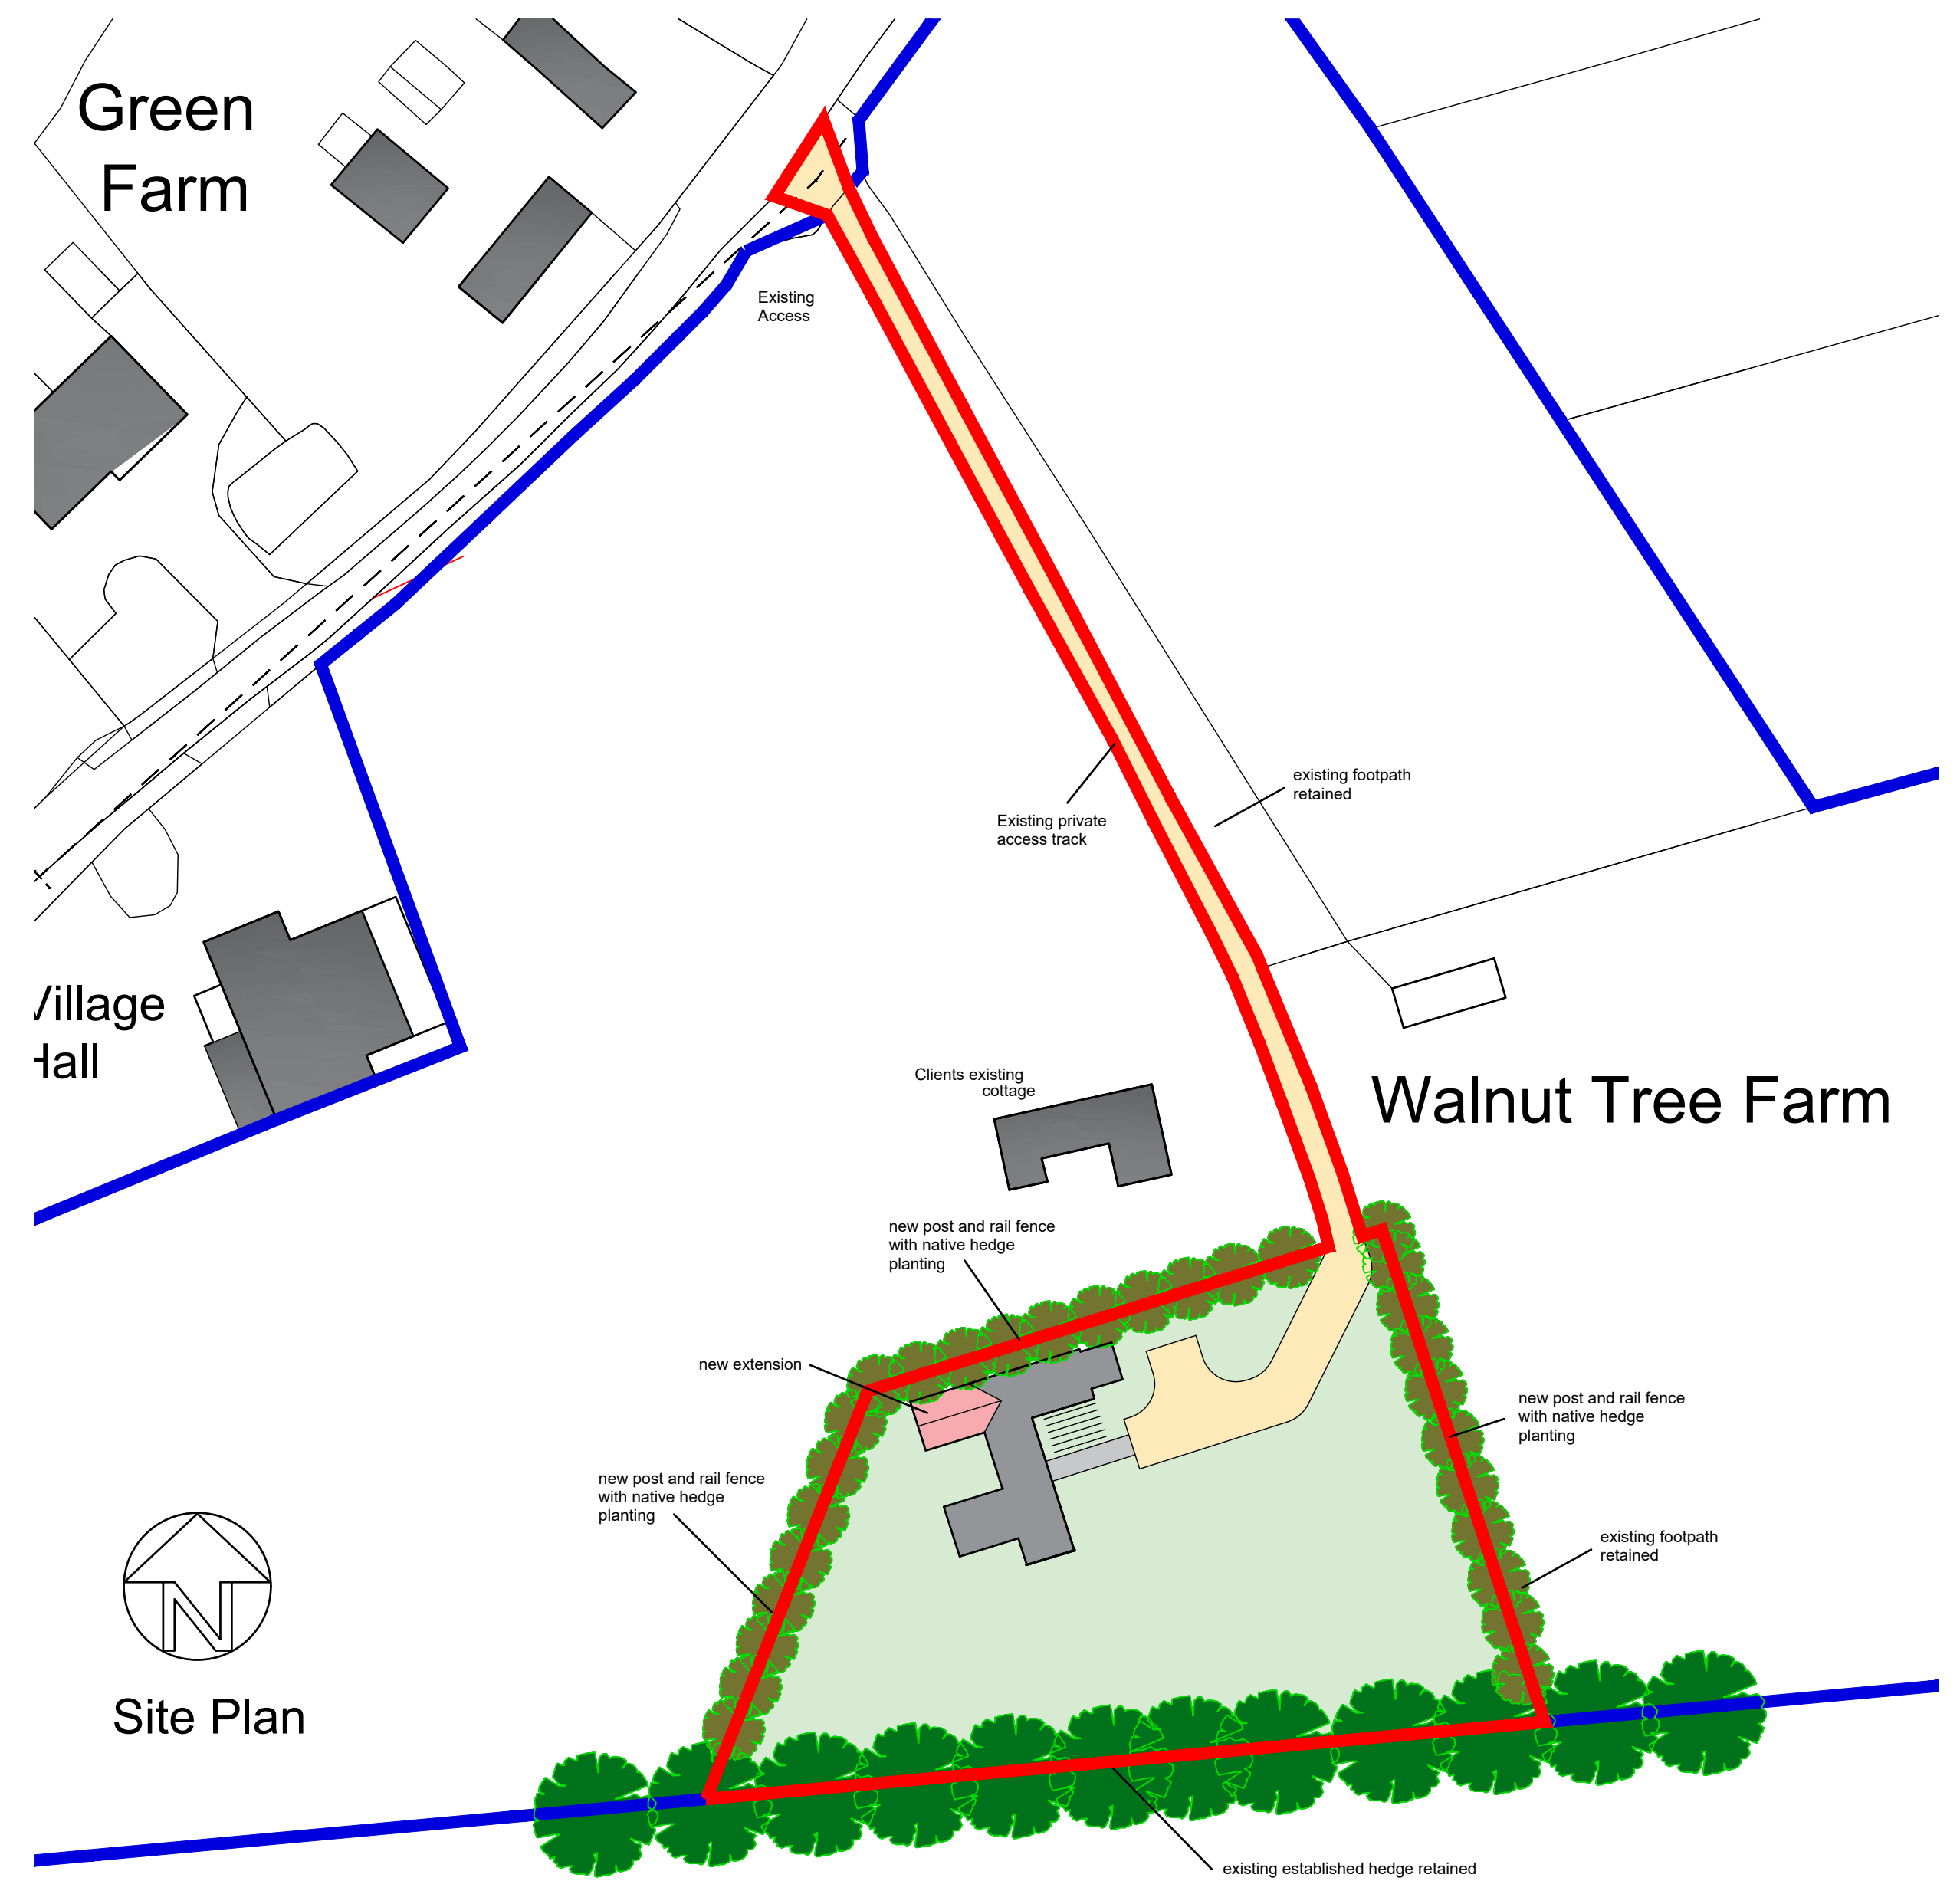 Green
Farm
Existing
Access
existing footpath
retained
Existing private
access track
Village
Hall
Clients existing
cottage
Walnut Tree Farm
new post and rail fence
with native hedge
planting
new extension
new post and rail fence
with native hedge
planting
new post and rail fence
with native hedge
planting
existing footpath
retained
N
Site Plan
existing established hedge retained